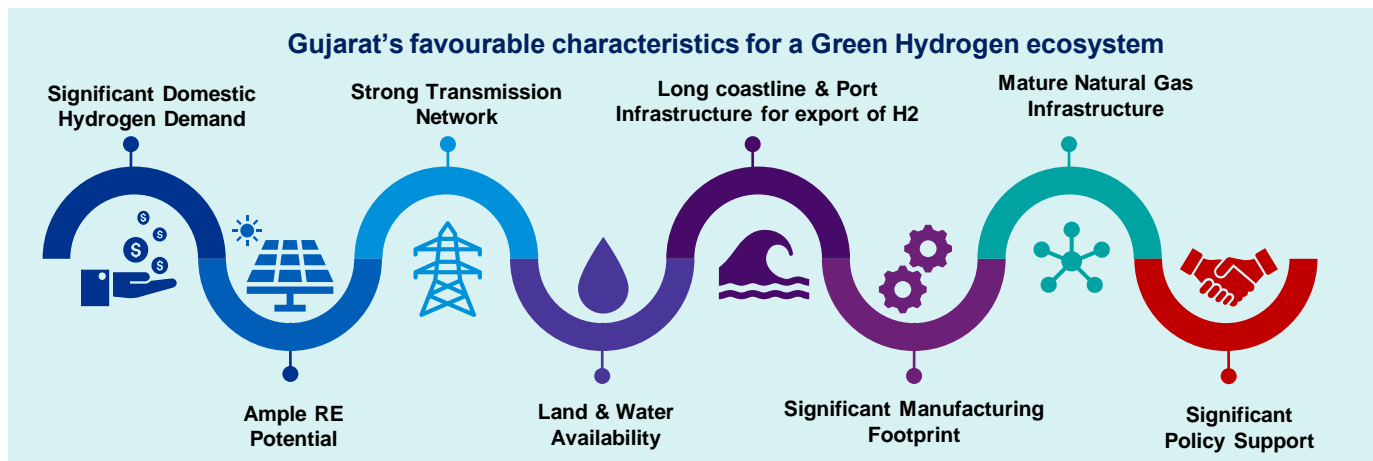 Gujarat's favourable characteristics for a Green Hydrogen ecosystem
Significant Domestic
Hydrogen Demand
Ample RE
Potential
Strong Transmission
Network
Land & Water
Availability
Long coastline & Port
Infrastructure for export of H2
Significant Manufacturing
Footprint
Mature Natural Gas
Infrastructure
Significant
Policy Support
$
$
$
$